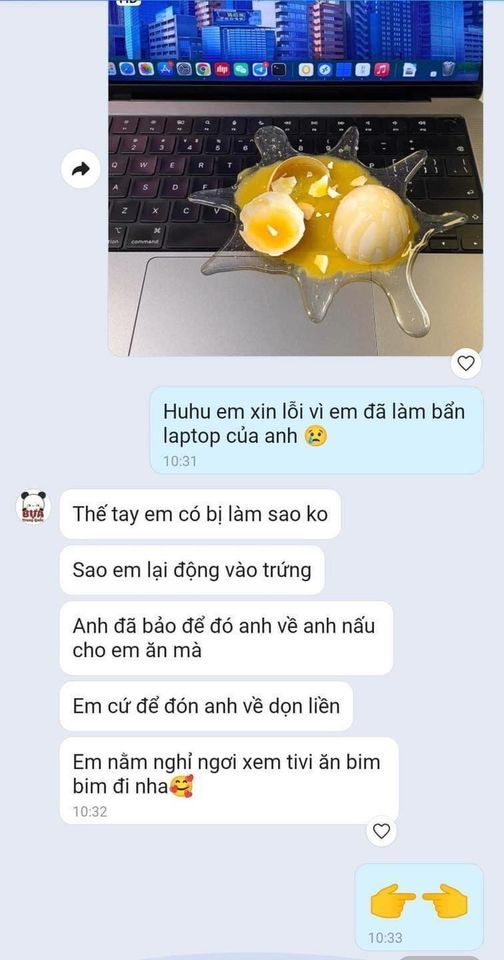 Q W E R T
A S D F
Z X C
command
Huhu em xin lỗi vì em đã làm bẩn
laptop của anh 😢
10:31
BỰA
Thế tay em có bị làm sao ko
Sao em lại động vào trứng
Anh đã bảo để đó anh về anh nấu
cho em ăn mà
Em cứ để đón anh về dọn liền
Em nằm nghỉ ngơi xem tivi ăn bim
bim đi nha🥰
10:32
👉👈
10:33